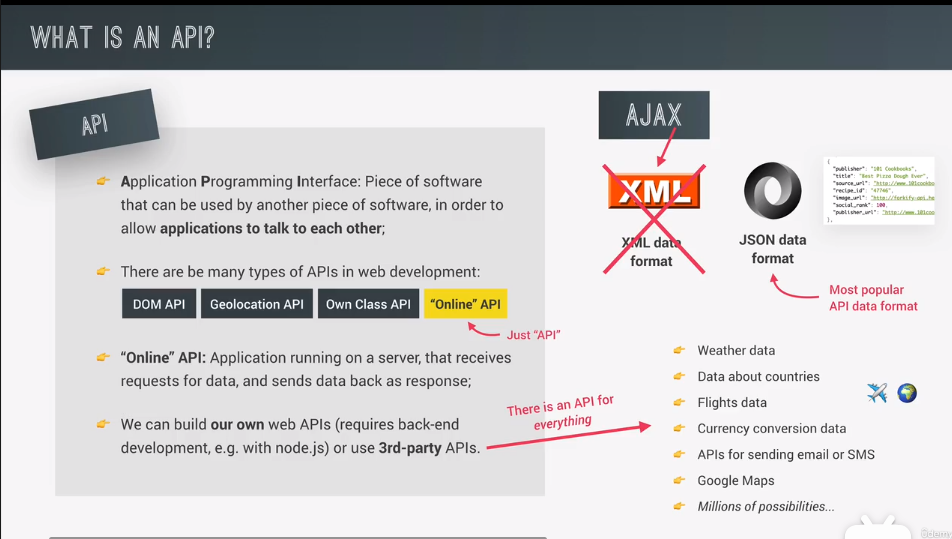 WHAT IS AN API?
API
Application Programming Interface: Piece of software
that can be used by another piece of software, in order to
allow applications to talk to each other;
There are be many types of APIs in web development:
DOM API
Geolocation API
Own Class API
“Online” API
Just “API”
“Online” API: Application running on a server, that receives
requests for data, and sends data back as response;
We can build our own web APIs (requires back-end
development, e.g. with node.js) or use 3rd-party APIs.
There is an API for
everything
AJAX
XML
XML data
format
JSON data
format
{
"publisher": "101 Cookbooks",
"title": "Best Pizza Dough Ever",
"source_url": "http://www.101cookb
"recipe_id": "47746",
"image_url": "http://forkify-api.he
"social_rank": 100,
"publisher_url": "http://www.101
},
Most popular
API data format
Weather data
Data about countries
Flights data
Currency conversion data
APIs for sending email or SMS
Google Maps
Millions of possibilities...